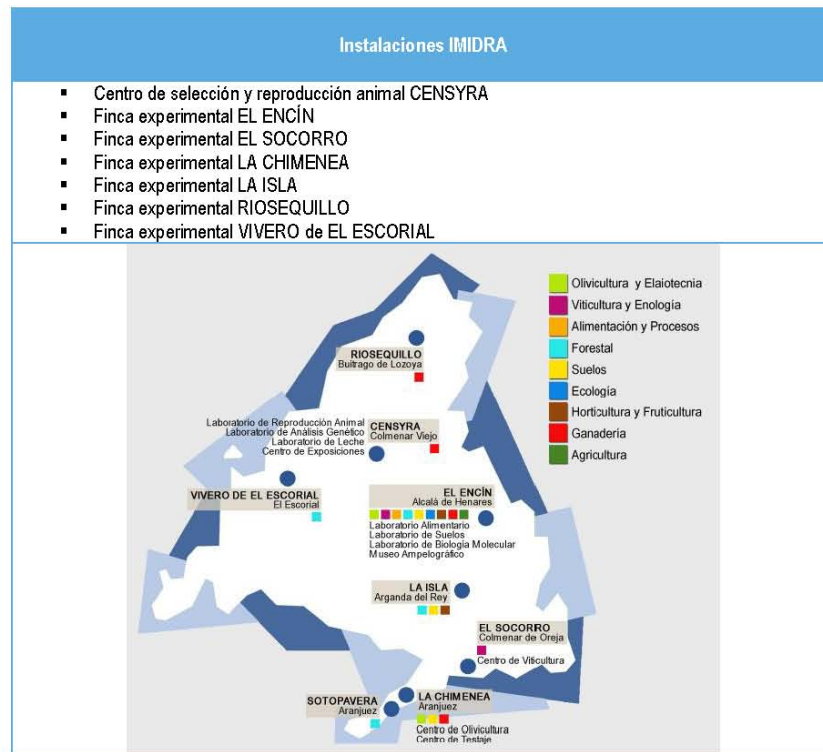 Instalaciones IMIDRA
▪ Centro de selección y reproducción animal CENSYRA
▪ Finca experimental EL ENCÍN
▪ Finca experimental EL SOCORRO
▪ Finca experimental LA CHIMENEA
▪ Finca experimental LA ISLA
▪ Finca experimental RIOSEQUILLO
▪ Finca experimental VIVERO de EL ESCORIAL
Olivicultura y Elaiotecnia
Viticultura y Enología
Alimentación y Procesos
Forestal
Suelos
Ecología
Horticultura y Fruticultura
Ganadería
Agricultura
RIOSEQUILLO
Buitrago de Lozoya
Laboratorio de Reproducción Animal
Laboratorio de Análisis Genético
Laboratorio de Leche
Centro de Exposiciones
CENSYRA
Colmenar Viejo
VIVERO DE EL ESCORIAL
El Escorial
EL ENCÍN
Alcalá de Henares
Laboratorio Alimentario
Laboratorio de Suelos
Laboratorio de Biología Molecular
Museo Ampelográfico
LA ISLA
Arganda del Rey
EL SOCORRO
Colmenar de Oreja
Centro de Viticultura
SOTOPAVERA
Aranjuez
LA CHIMENEA
Aranjuez
Centro de Olivicultura
Centro de Testaje